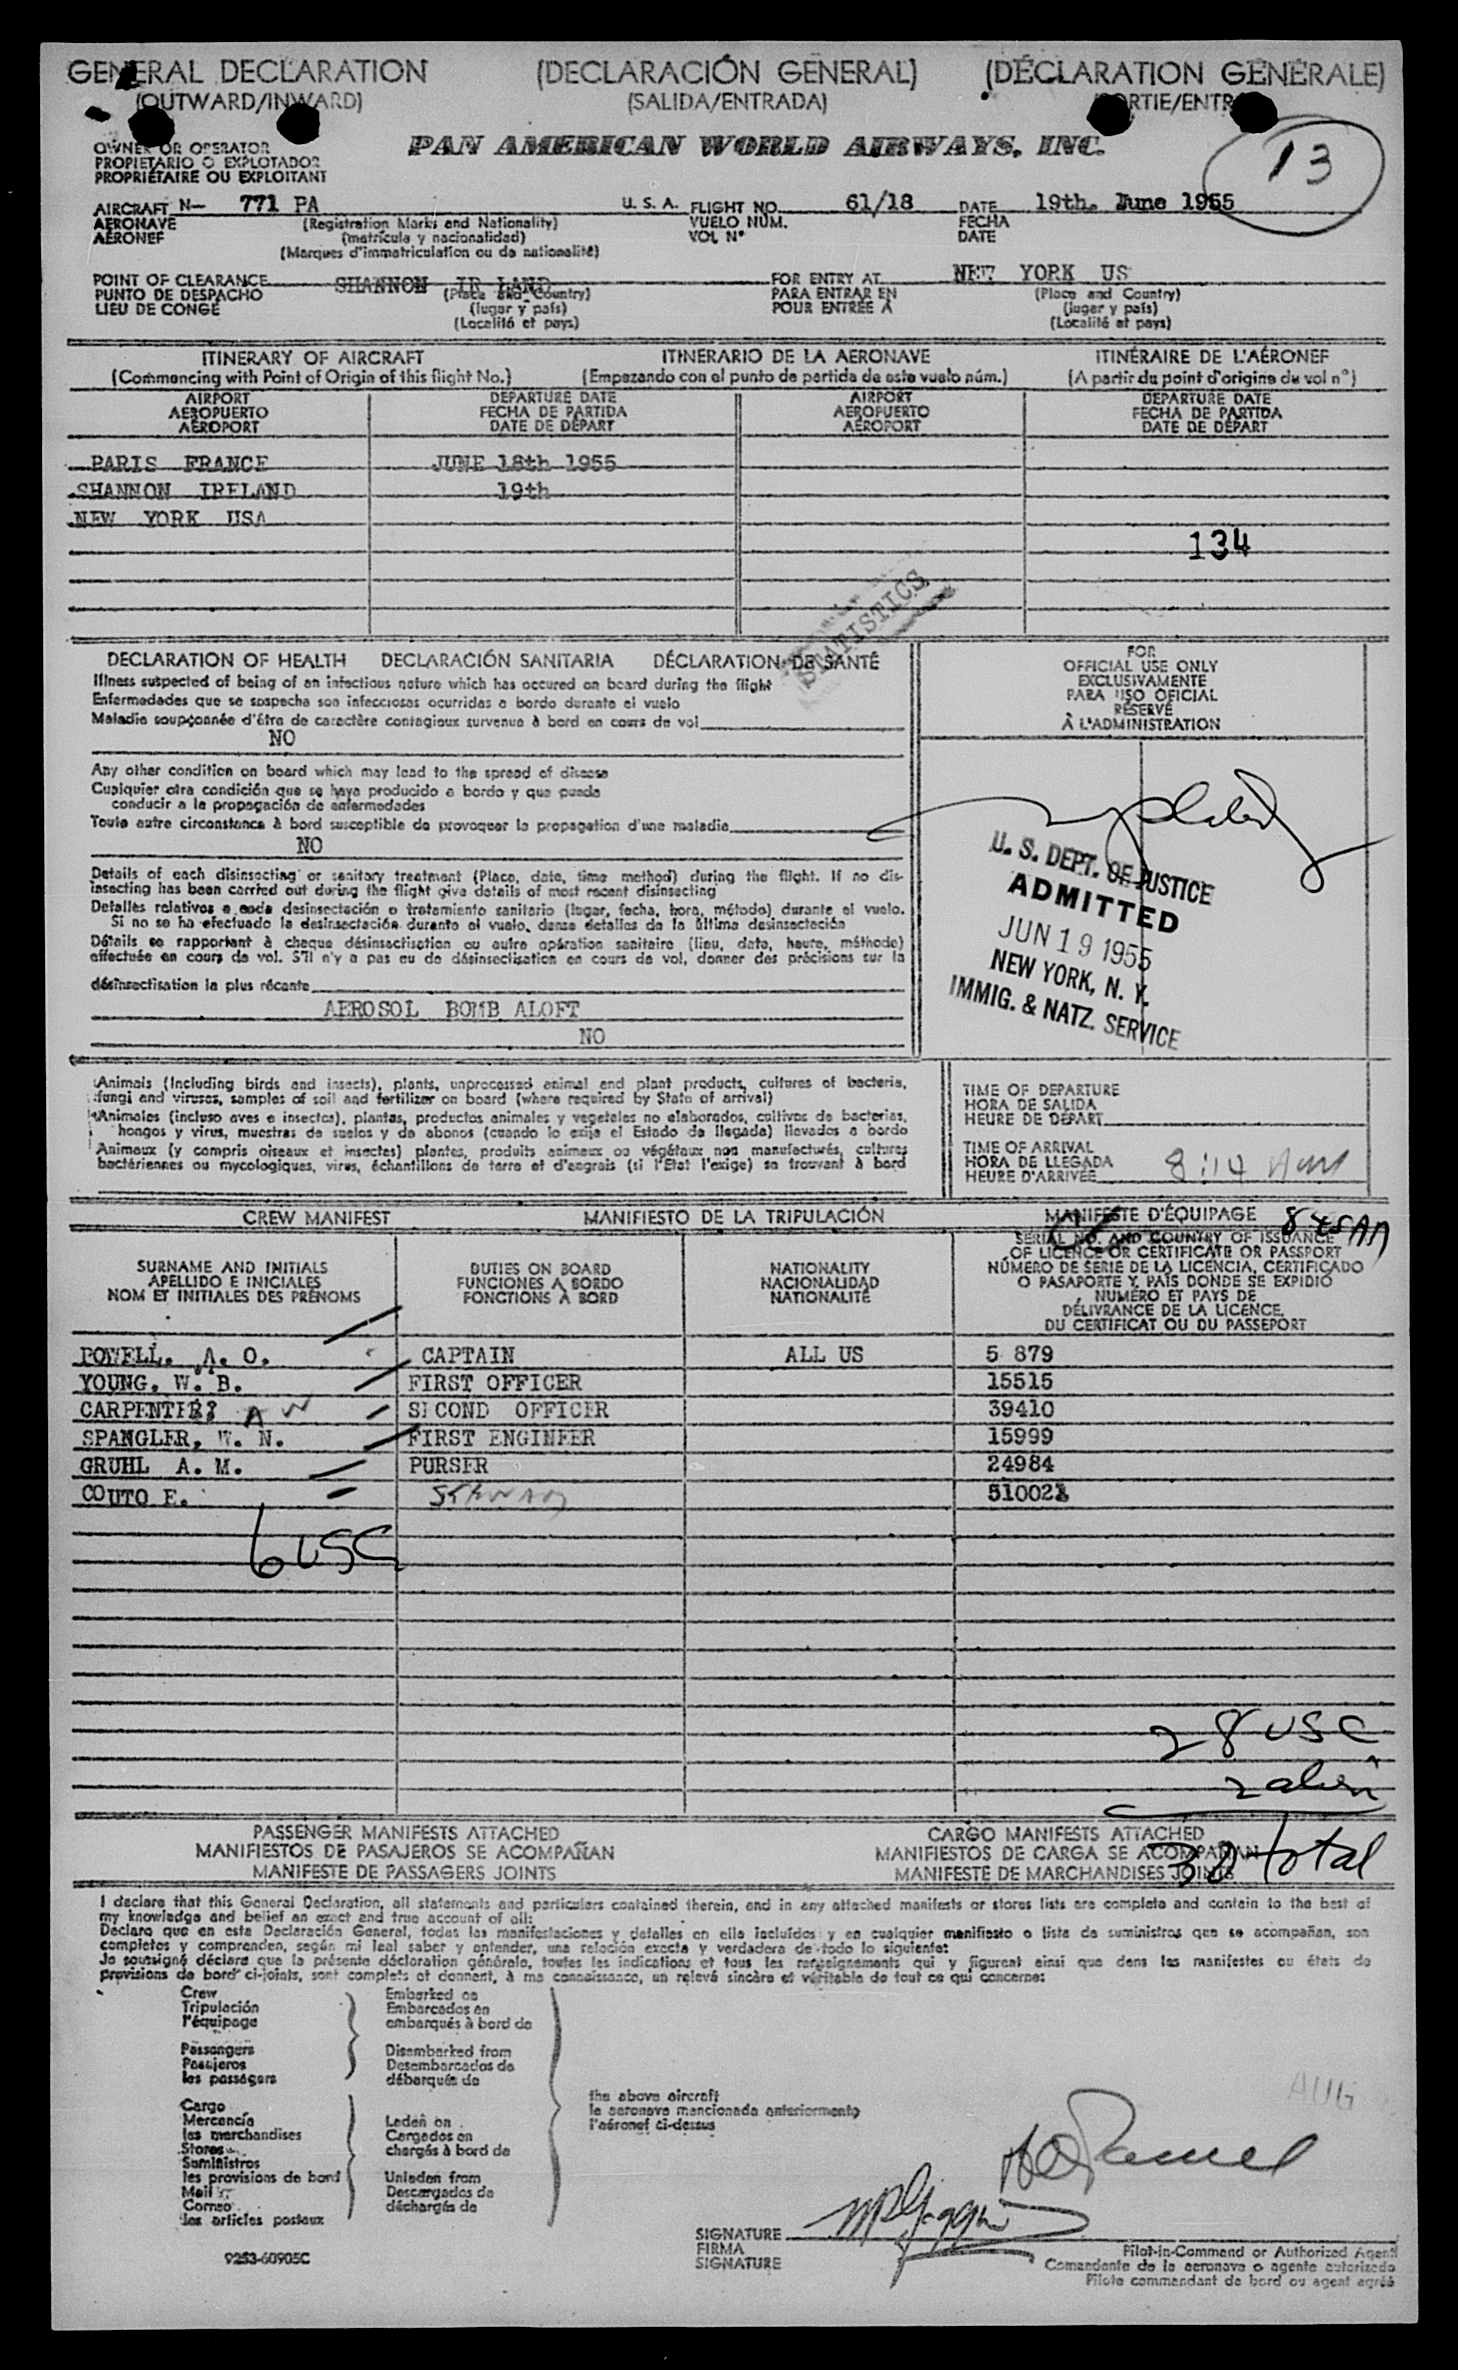 GENERAL DECLARATION (DECLARACIÓN GENERAL) (DÉCLARATION GÉNÉRALE)
(OUTWARD/INWARD) (SALIDA/ENTRADA)
OWNER OR OPERATOR
PROPIETARIO O EXPLOTADOR
PROPRIÉTAIRE OU EXPLOITANT
PAN AMERICAN WORLD AIRWAYS, INC.
13
AIRCRAFT N— 771 PA U. S. A. FLIGHT NO. 61/18 DATE 19th. June 1955
AERONAVE (Registration Marks and Nationality) VUELO NÚM. FECHA
AÉRONEF (matrícula y nacionalidad) VOL N° DATE
(Marques d'immatriculation ou de nationalité)
POINT OF CLEARANCE SHANNON IR LAND FOR ENTRY AT NEW YORK US
PUNTO DE DESPACHO (Place and Country) PARA ENTRAR EN (Place and Country)
LIEU DE CONGÉ (lugar y país) POUR ENTRÉE À (lugar y país)
(Localité et pays) (Localité et pays)
ITINERARY OF AIRCRAFT ITINERARIO DE LA AERONAVE ITINÉRAIRE DE L'AÉRONEF
(Commencing with Point of Origin of this flight No.) (Empezando con el punto de partida de este vuelo núm.) (A partir du point d'origine du vol n°)
AIRPORT DEPARTURE DATE AIRPORT DEPARTURE DATE
AEROPUERTO FECHA DE PARTIDA AEROPUERTO FECHA DE PARTIDA
AÉROPORT DATE DE DÉPART AÉROPORT DATE DE DÉPART
PARIS FRANCE JUNE 18th 1955
SHANNON IRELAND 19th
NEW YORK USA
134
STATISTICS
DECLARATION OF HEALTH DECLARACIÓN SANITARIA DÉCLARATION DE SANTÉ
Illness suspected of being of an infectious nature which has occured on board during the flight
Enfermedades que se sospecha son infecciosas ocurridas a bordo durante el vuelo
Maladie soupçonnée d'être de caractère contagieux survenue à bord en cours de vol
NO
FOR
OFFICIAL USE ONLY
EXCLUSIVAMENTE
PARA USO OFICIAL
RÉSERVÉ
À L'ADMINISTRATION
Any other condition on board which may lead to the spread of disease
Cualquier otra condición que se haya producido a bordo y que pueda
conducir a la propagación de enfermedades
Toute autre circonstance à bord susceptible de provoquer la propagation d'une maladie
NO
Details of each disinsecting or sanitary treatment (Place, date, time method) during the flight. If no dis-
insecting has been carried out during the flight give details of most recent disinsecting
Detalles relativos a cada desinsectación o tratamiento sanitario (lugar, fecha, hora, método) durante el vuelo.
Si no se ha efectuado la desinsectación durante el vuelo, dense detalles de la última desinsectación
Détails se rapportant à chaque désinsectisation ou autre opération sanitaire (lieu, date, heure, méthode)
effectuée en cours de vol. S'il n'y a pas eu de désinsectisation en cours de vol, donner des précisions sur la
désinsectisation la plus récente
AEROSOL BOMB ALOFT
NO
U. S. DEPT. OF JUSTICE
ADMITTED
JUN 19 1955
NEW YORK, N. Y.
IMMIG. & NATZ. SERVICE
Animals (Including birds and insects), plants, unprocessed animal and plant products, cultures of bacteria,
fungi and viruses, samples of soil and fertilizer on board (where required by State of arrival)
Animales (incluso aves e insectos), plantas, productos animales y vegetales no elaborados, cultivos de bacterias,
hongos y virus, muestras de suelos y de abonos (cuando lo exija el Estado de llegada) llevados a bordo
Animaux (y compris oiseaux et insectes) plantes, produits animaux ou végétaux non manufacturés, cultures
bactériennes ou mycologiques, virus, échantillons de terre et d'engrais (si l'État l'exige) se trouvant à bord
TIME OF DEPARTURE
HORA DE SALIDA
HEURE DE DÉPART
TIME OF ARRIVAL
HORA DE LLEGADA
HEURE D'ARRIVÉE 8:14 AM
CREW MANIFEST MANIFIESTO DE LA TRIPULACIÓN MANIFESTE D'ÉQUIPAGE
SURNAME AND INITIALS
APELLIDO E INICIALES
NOM ET INITIALES DES PRÉNOMS
DUTIES ON BOARD
FUNCIONES A BORDO
FONCTIONS À BORD
NATIONALITY
NACIONALIDAD
NATIONALITÉ
SERIAL NO. AND COUNTRY OF ISSUANCE
OF LICENCE OR CERTIFICATE OR PASSPORT
NÚMERO DE SERIE DE LA LICENCIA, CERTIFICADO
O PASAPORTE Y PAÍS DONDE SE EXPIDIÓ
NUMÉRO ET PAYS DE
DÉLIVRANCE DE LA LICENCE,
DU CERTIFICAT OU DU PASSEPORT
POWELL. A. O. CAPTAIN ALL US 5 879
YOUNG. W. B. FIRST OFFICER 15515
CARPENTIER A W SECOND OFFICER 39410
SPANGLER, W. N. FIRST ENGINEER 15999
GRUHL A. M. PURSER 24984
COUTO E. 510022
6 USC
28 USC
2 alien
30 total
PASSENGER MANIFESTS ATTACHED CARGO MANIFESTS ATTACHED
MANIFIESTOS DE PASAJEROS SE ACOMPAÑAN MANIFIESTOS DE CARGA SE ACOMPAÑAN
MANIFESTE DE PASSAGERS JOINTS MANIFESTE DE MARCHANDISES JOINTS
I declare that this General Declaration, all statements and particulars contained therein, and in any attached manifests or stores lists are complete and contain to the best of
my knowledge and belief an exact and true account of all:
Declaro que en esta Declaración General, todas las manifestaciones y detalles en ella incluídos y en cualquier manifiesto o lista de suministros que se acompañan, son
completos y comprenden, según mi leal saber y entender, una relación exacta y verdadera de todo lo siguiente:
Je soussigné déclare que la présente déclaration générale, toutes les indications et tous les renseignements qui y figurent ainsi que dans les manifestes ou états de
provisions de bord ci-joints, sont complets et donnent, à ma connaissance, un relevé sincère et véritable de tout ce qui concerne:
Crew Embarked on
Tripulación Embarcados en
l'équipage embarqués à bord de
Passengers Disembarked from
Pasajeros Desembarcados de
les passagers débarqués de
the above aircraft
la aeronave mencionada anteriormente
l'aéronef ci-dessus
Cargo
Mercancía Laden on
les marchandises Cargados en
Stores chargés à bord de
Suministros
les provisions de bord Unladen from
Mail Descargados de
Correo déchargés de
les articles postaux
AUG
SIGNATURE
FIRMA
SIGNATURE
Pilot-in-Command or Authorized Agent
Comandante de la aeronave o agente autorizado
Pilote commandant de bord ou agent agréé
9253-60905C